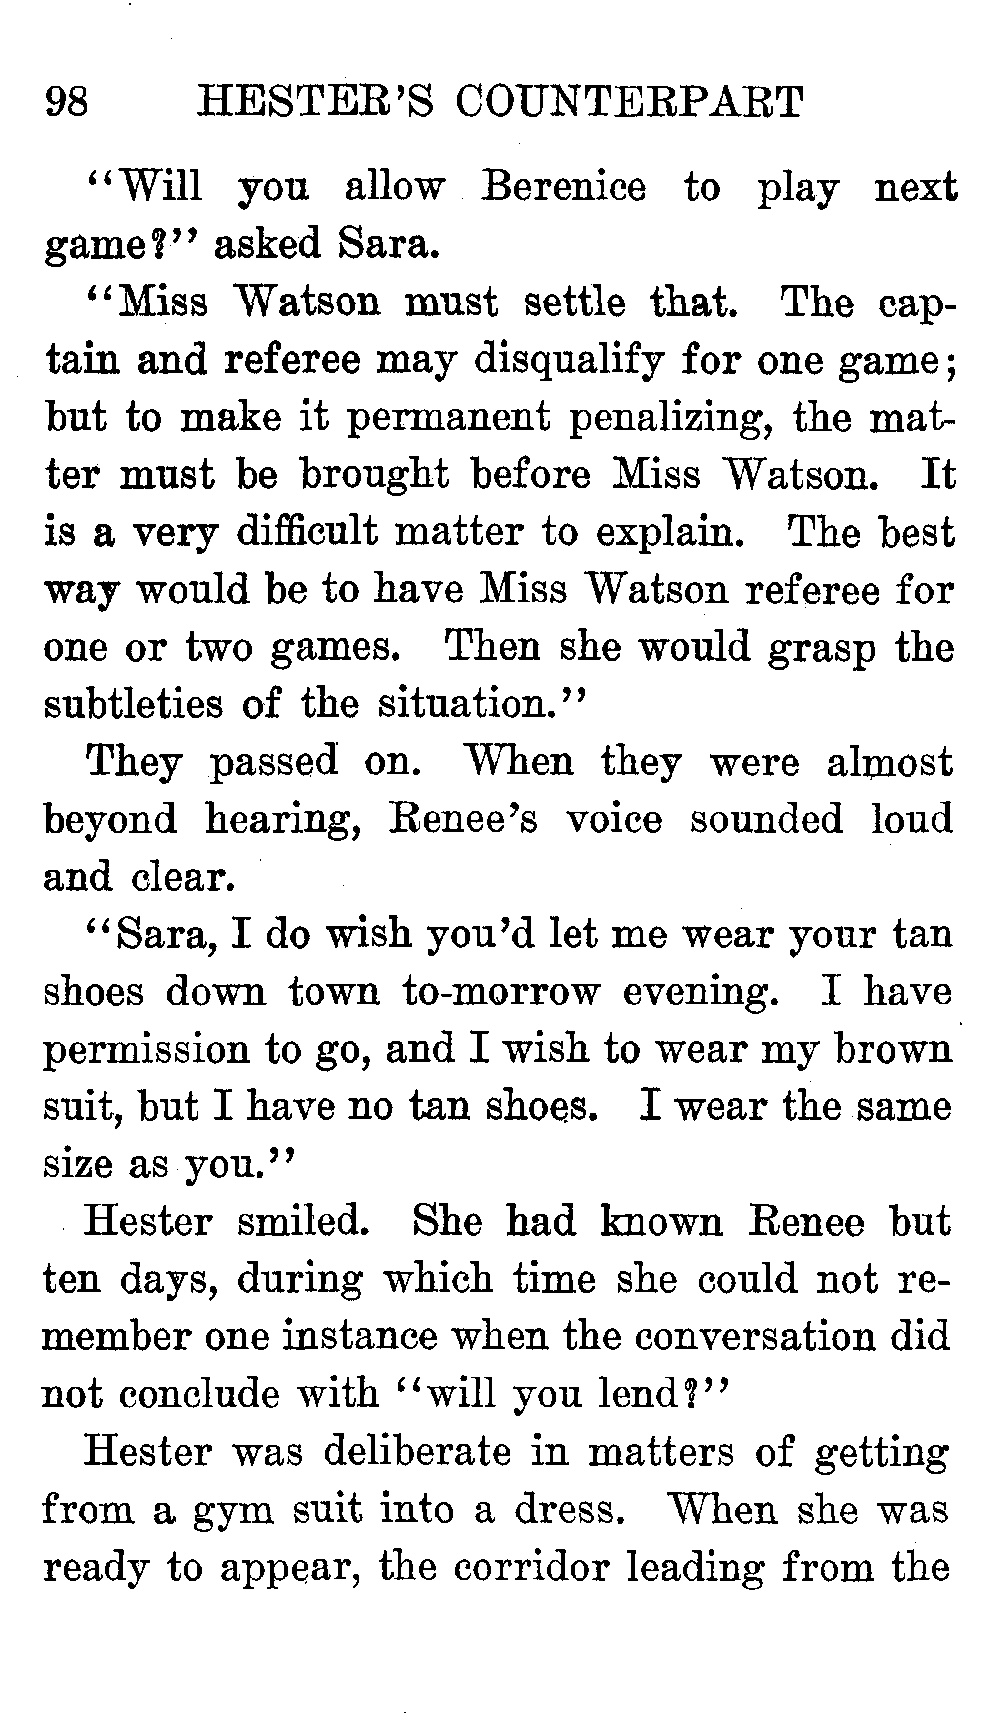 98 HESTER'S COUNTERPART
"Will you allow Berenice to play next
game?" asked Sara.
"Miss Watson must settle that. The cap-
tain and referee may disqualify for one game;
but to make it permanent penalizing, the mat-
ter must be brought before Miss Watson. It
is a very difficult matter to explain. The best
way would be to have Miss Watson referee for
one or two games. Then she would grasp the
subtleties of the situation."
They passed on. When they were almost
beyond hearing, Renee's voice sounded loud
and clear.
"Sara, I do wish you'd let me wear your tan
shoes down town to-morrow evening. I have
permission to go, and I wish to wear my brown
suit, but I have no tan shoes. I wear the same
size as you."
Hester smiled. She had known Renee but
ten days, during which time she could not re-
member one instance when the conversation did
not conclude with "will you lend?"
Hester was deliberate in matters of getting
from a gym suit into a dress. When she was
ready to appear, the corridor leading from the